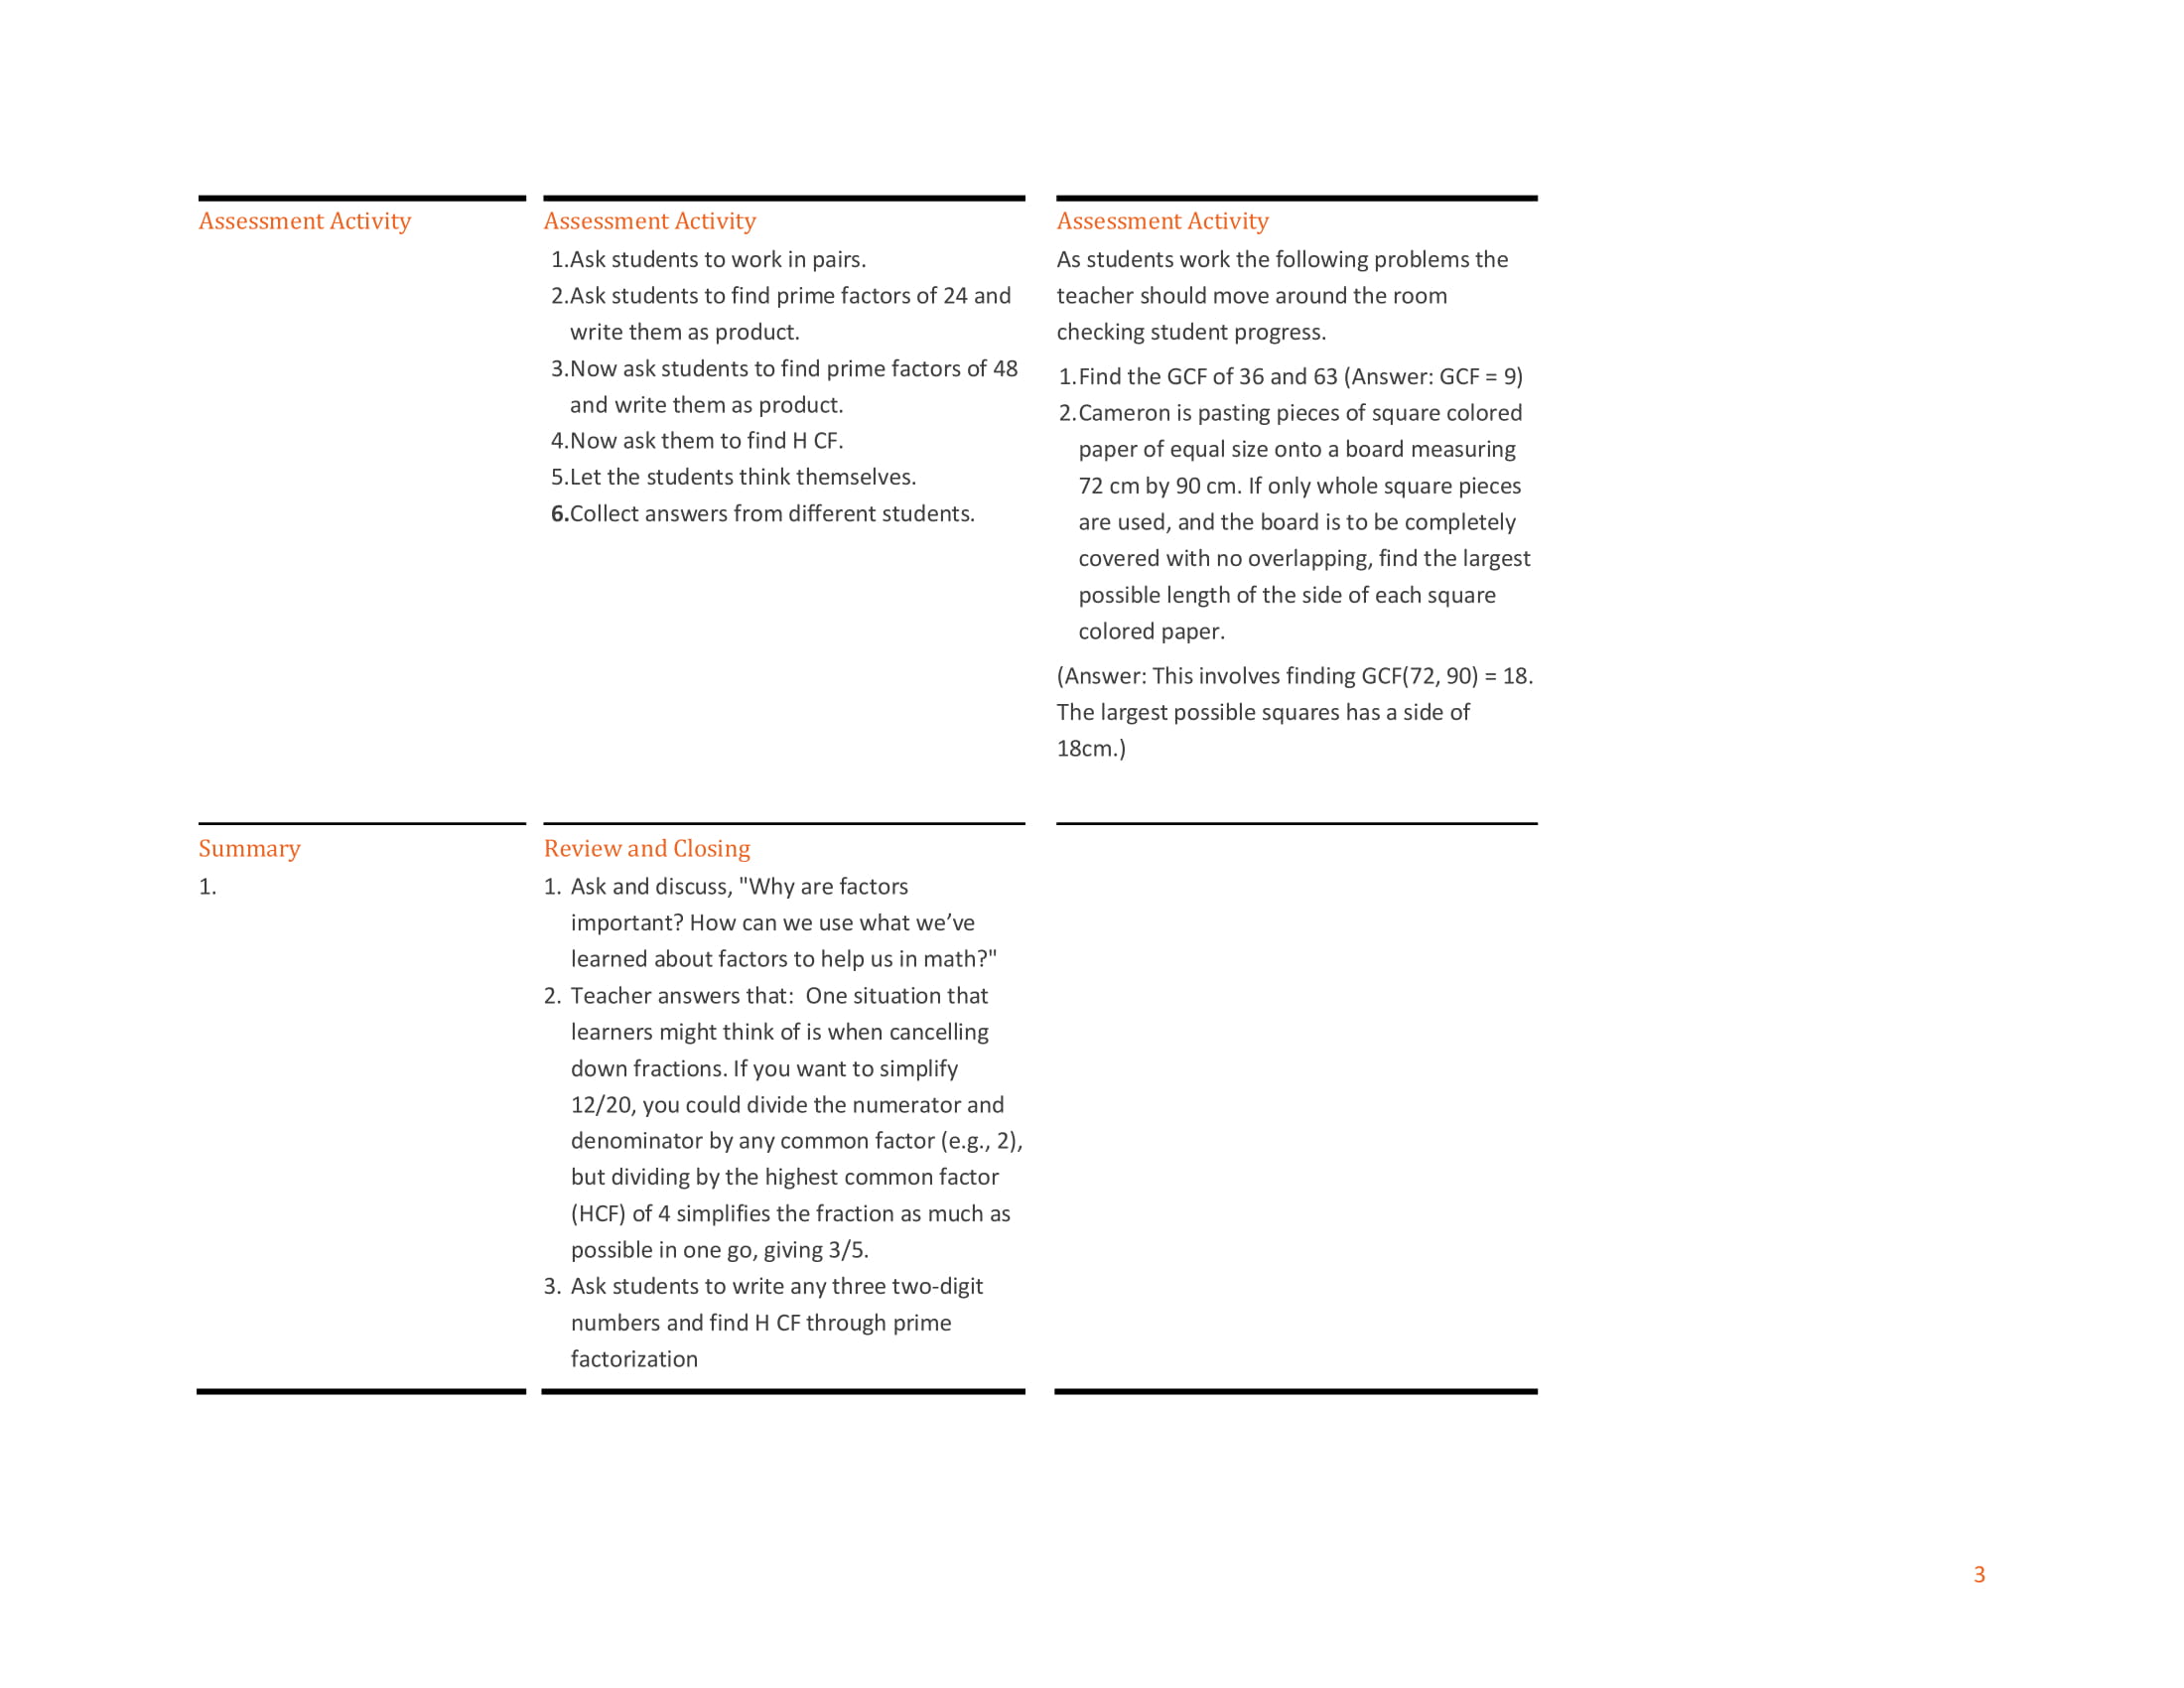 Assessment Activity
Assessment Activity
1.Ask students to work in pairs.
2.Ask students to find prime factors of 24 and
write them as product.
3.Now ask students to find prime factors of 48
and write them as product.
4.Now ask them to find H CF.
5.Let the students think themselves.
6.Collect answers from different students.
Assessment Activity
As students work the following problems the
teacher should move around the room
checking student progress.
1.Find the GCF of 36 and 63 (Answer: GCF = 9)
2.Cameron is pasting pieces of square colored
paper of equal size onto a board measuring
72 cm by 90 cm. If only whole square pieces
are used, and the board is to be completely
covered with no overlapping, find the largest
possible length of the side of each square
colored paper.
(Answer: This involves finding GCF(72, 90) = 18.
The largest possible squares has a side of
18cm.)
Summary
1.
Review and Closing
1. Ask and discuss, "Why are factors
important? How can we use what we’ve
learned about factors to help us in math?"
2. Teacher answers that:  One situation that
learners might think of is when cancelling
down fractions. If you want to simplify
12/20, you could divide the numerator and
denominator by any common factor (e.g., 2),
but dividing by the highest common factor
(HCF) of 4 simplifies the fraction as much as
possible in one go, giving 3/5.
3. Ask students to write any three two-digit
numbers and find H CF through prime
factorization
3